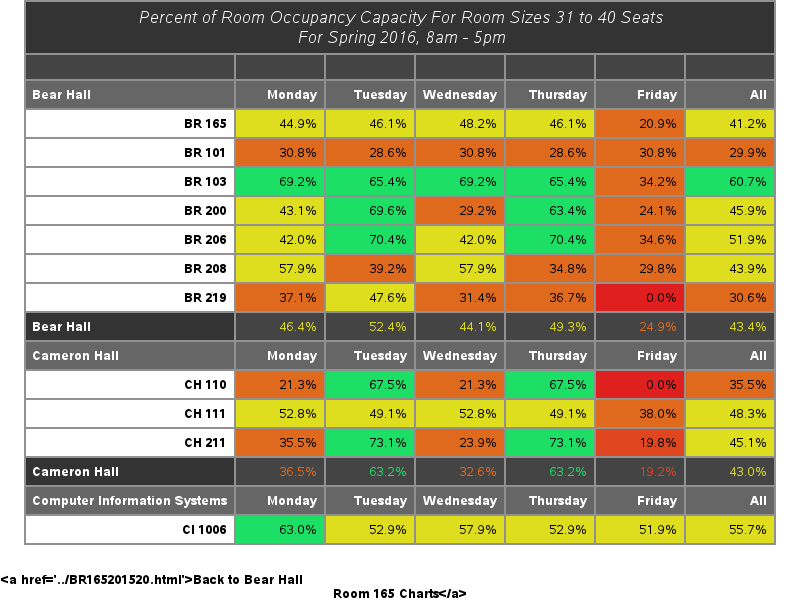 Percent of Room Occupancy Capacity For Room Sizes 31 to 40 Seats
For Spring 2016, 8am - 5pm
Bear Hall Monday Tuesday Wednesday Thursday Friday All
BR 165 44.9% 46.1% 48.2% 46.1% 20.9% 41.2%
BR 101 30.8% 28.6% 30.8% 28.6% 30.8% 29.9%
BR 103 69.2% 65.4% 69.2% 65.4% 34.2% 60.7%
BR 200 43.1% 69.6% 29.2% 63.4% 24.1% 45.9%
BR 206 42.0% 70.4% 42.0% 70.4% 34.6% 51.9%
BR 208 57.9% 39.2% 57.9% 34.8% 29.8% 43.9%
BR 219 37.1% 47.6% 31.4% 36.7% 0.0% 30.6%
Bear Hall 46.4% 52.4% 44.1% 49.3% 24.9% 43.4%
Cameron Hall Monday Tuesday Wednesday Thursday Friday All
CH 110 21.3% 67.5% 21.3% 67.5% 0.0% 35.5%
CH 111 52.8% 49.1% 52.8% 49.1% 38.0% 48.3%
CH 211 35.5% 73.1% 23.9% 73.1% 19.8% 45.1%
Cameron Hall 36.5% 63.2% 32.6% 63.2% 19.2% 43.0%
Computer Information Systems Monday Tuesday Wednesday Thursday Friday All
CI 1006 63.0% 52.9% 57.9% 52.9% 51.9% 55.7%
<a href='../BR165201520.html'>Back to Bear Hall
Room 165 Charts</a>